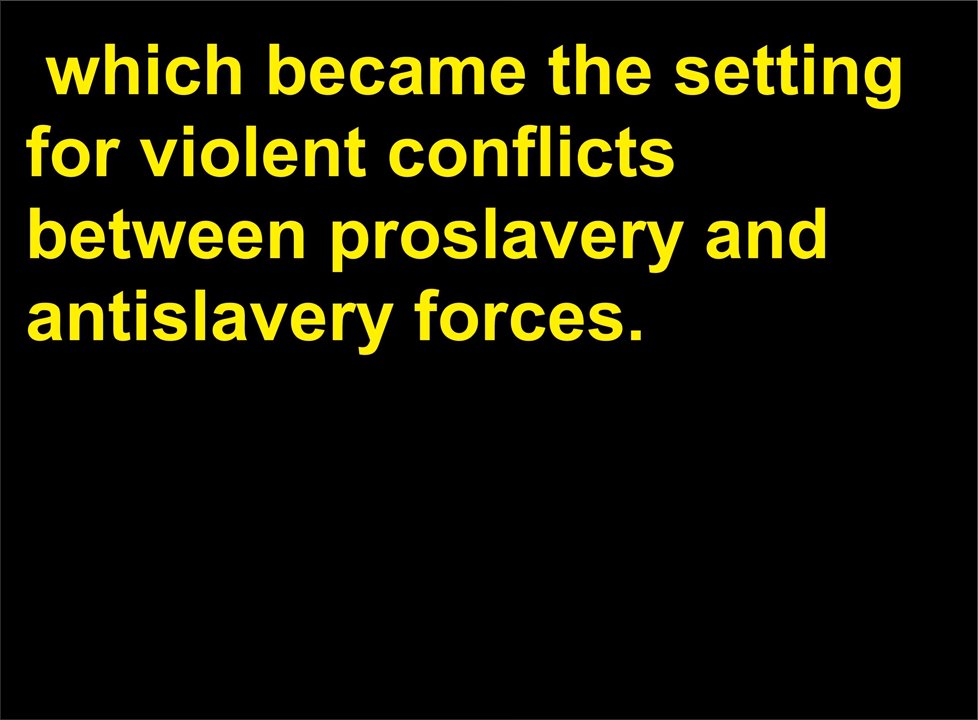 which became the setting
for violent conflicts
between proslavery and
antislavery forces.